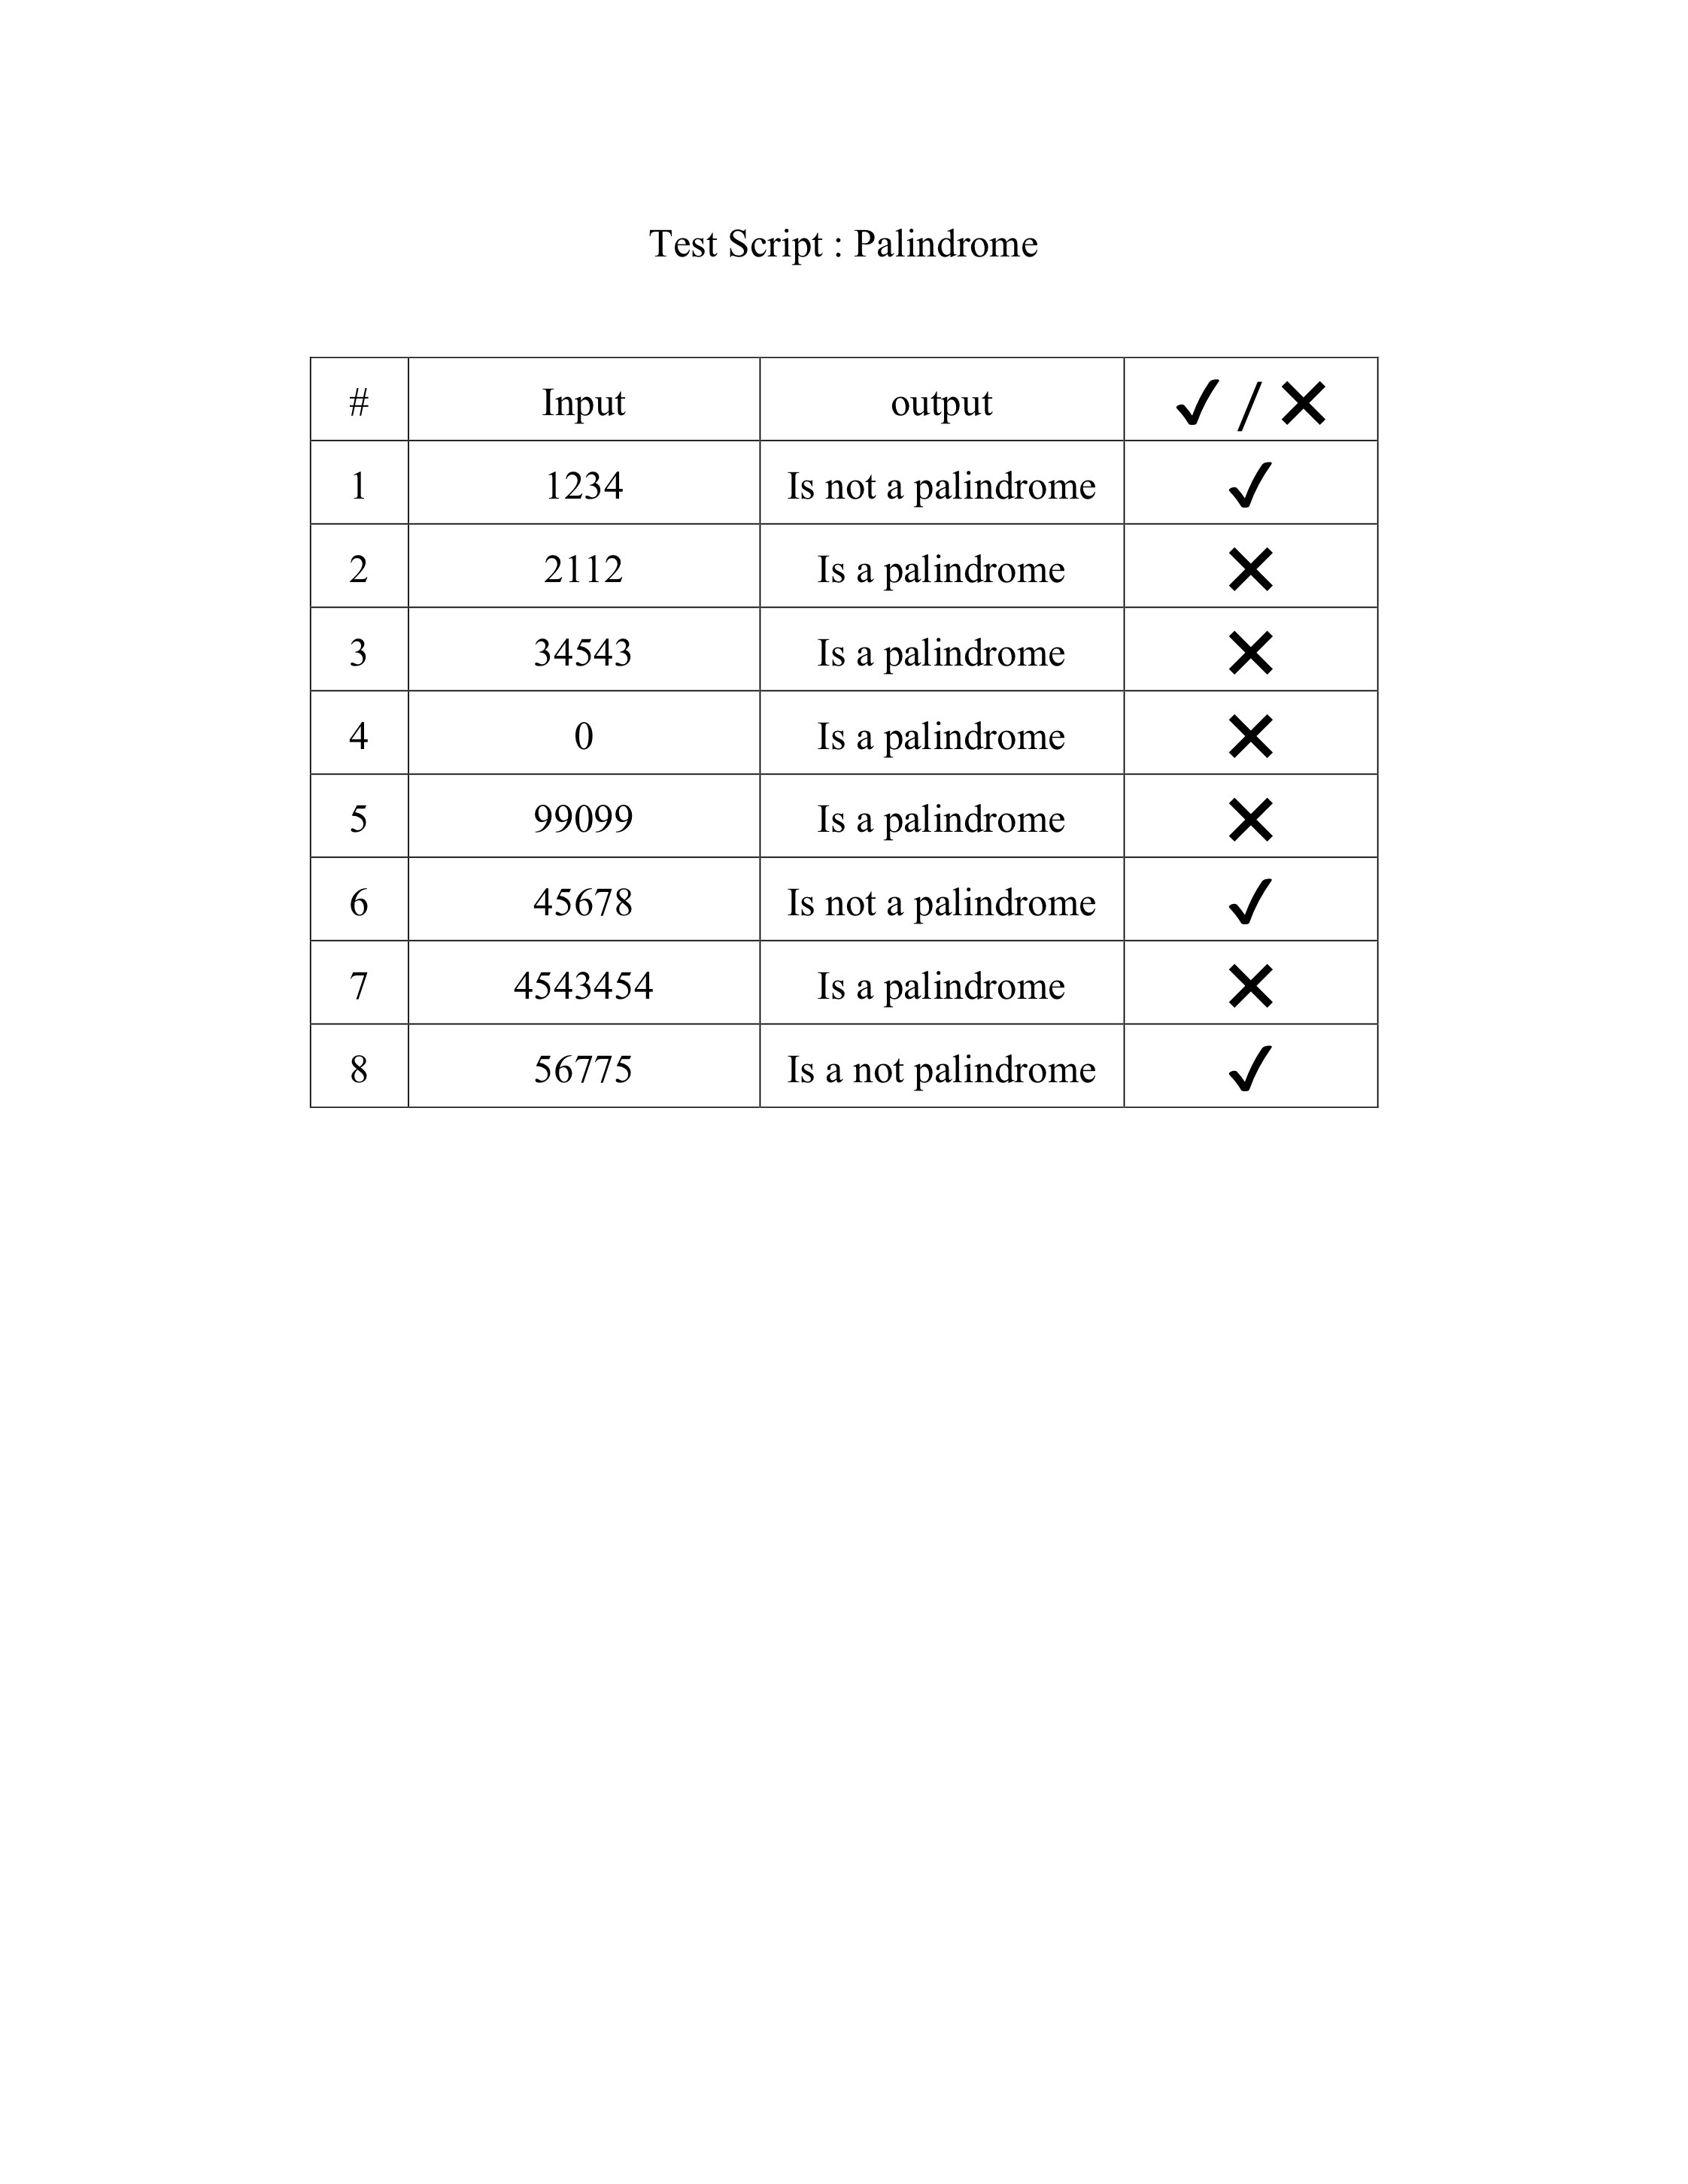 Test Script : Palindrome
# Input output ✓ / ✕
1 1234 Is not a palindrome ✓
2 2112 Is a palindrome ✕
3 34543 Is a palindrome ✕
4 0 Is a palindrome ✕
5 99099 Is a palindrome ✕
6 45678 Is not a palindrome ✓
7 4543454 Is a palindrome ✕
8 56775 Is a not palindrome ✓